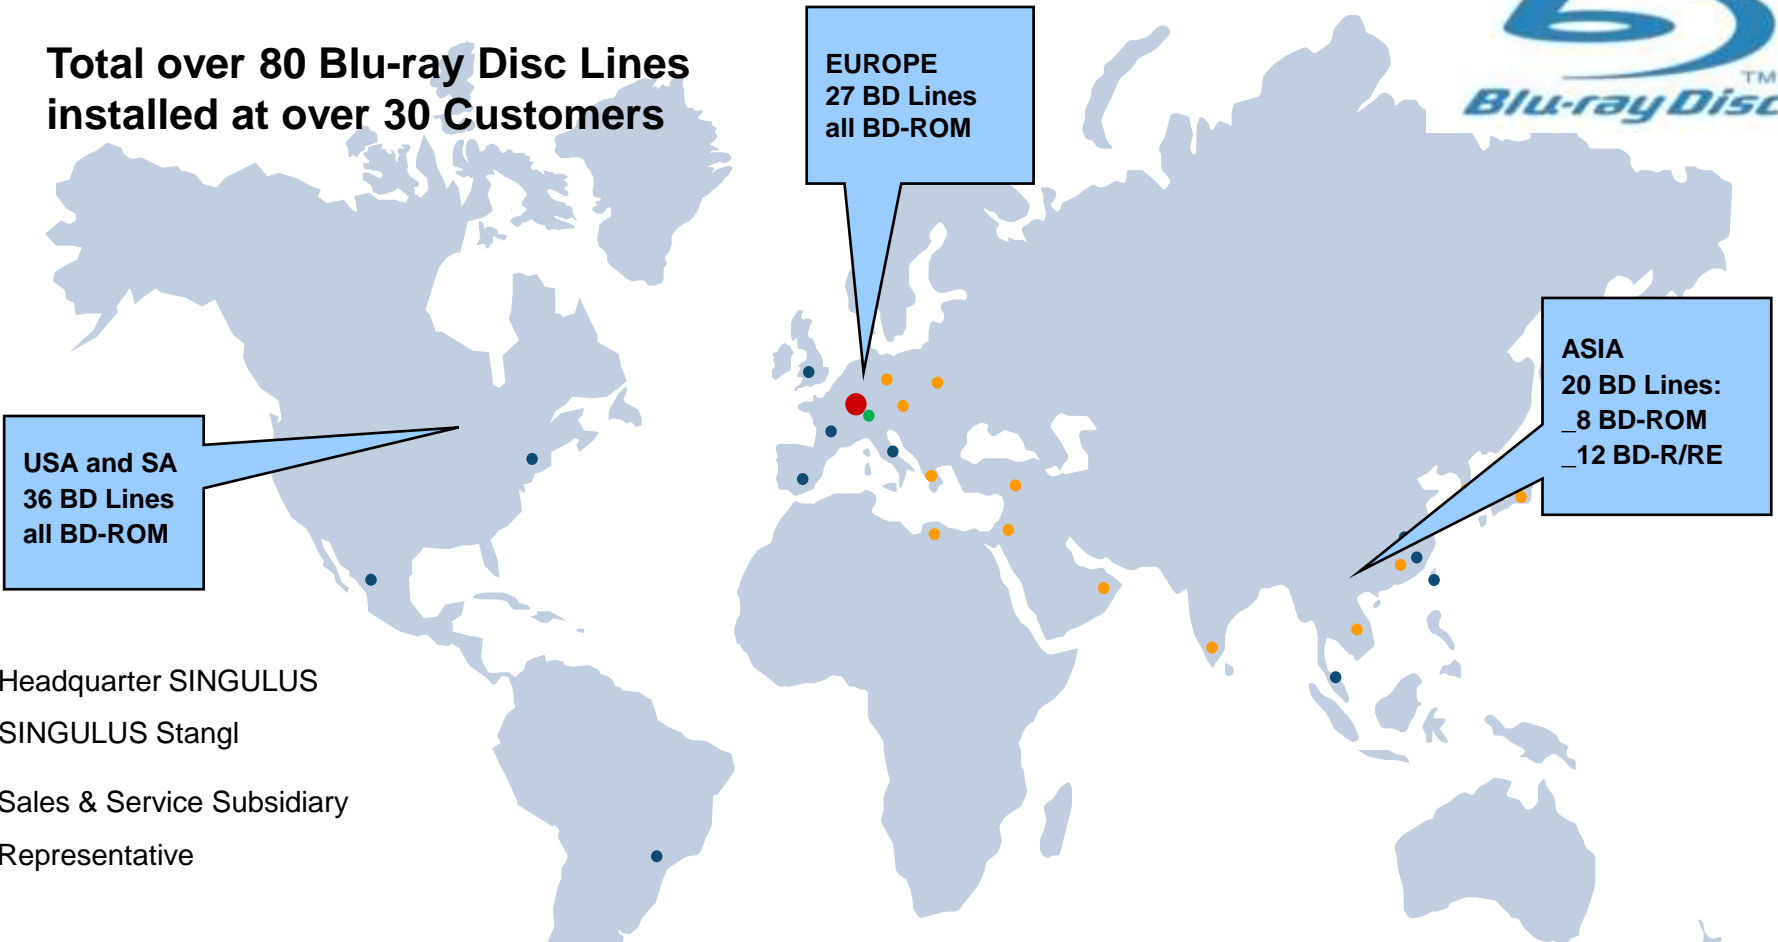 Total over 80 Blu-ray Disc Lines
installed at over 30 Customers
EUROPE
27 BD Lines
all BD-ROM
TM
Blu-ray Disc
ASIA
20 BD Lines:
_8 BD-ROM
_12 BD-R/RE
USA and SA
36 BD Lines
all BD-ROM
Headquarter SINGULUS
SINGULUS Stangl
Sales & Service Subsidiary
Representative